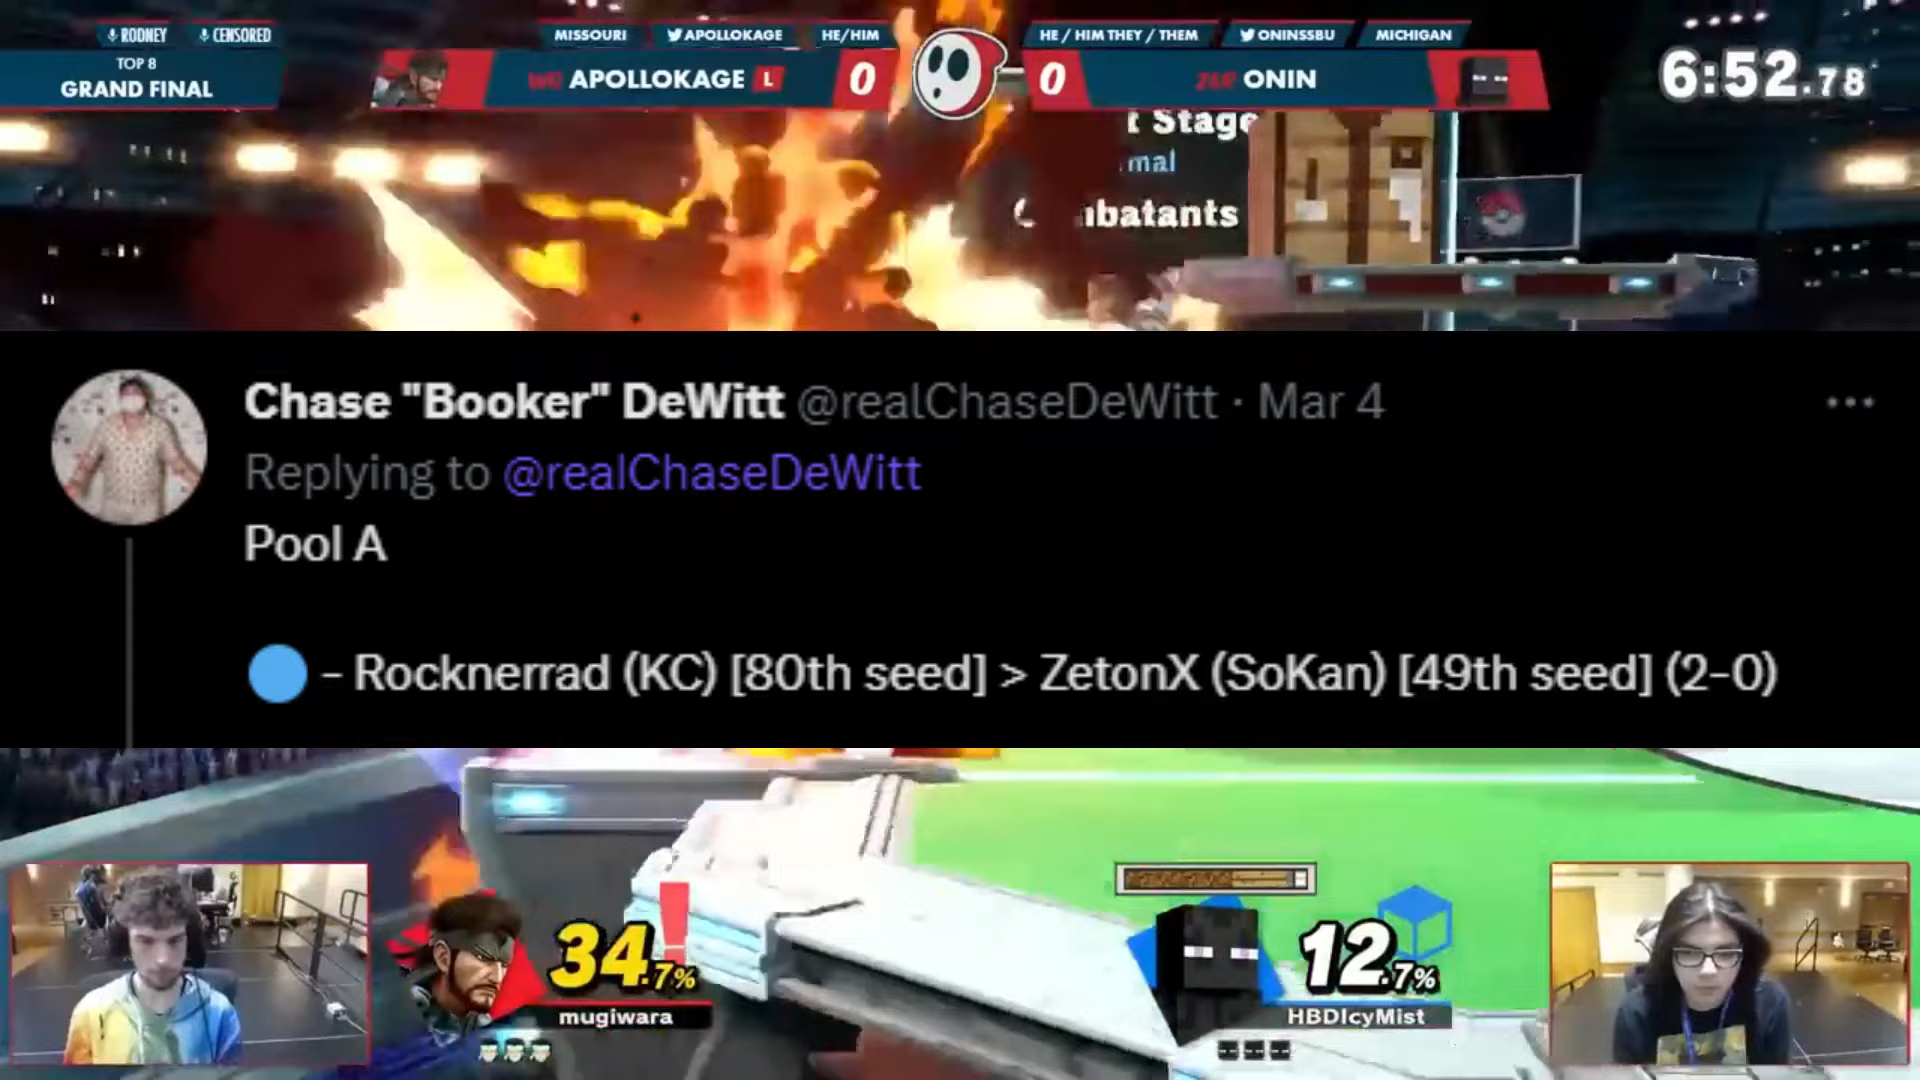 RODNEY CENSORED
TOP 8
GRAND FINAL
MISSOURI APOLLOKAGE HE/HIM
APOLLOKAGE L 0
HE / HIM THEY / THEM ONINSSBU MICHIGAN
0 ONIN
6:52.78
t Stage
mal
batants
Chase "Booker" DeWitt @realChaseDeWitt · Mar 4
Replying to @realChaseDeWitt
Pool A
– Rocknerrad (KC) [80th seed] > ZetonX (SoKan) [49th seed] (2-0)
34.7%
mugiwara
12.7%
HBDIcyMist